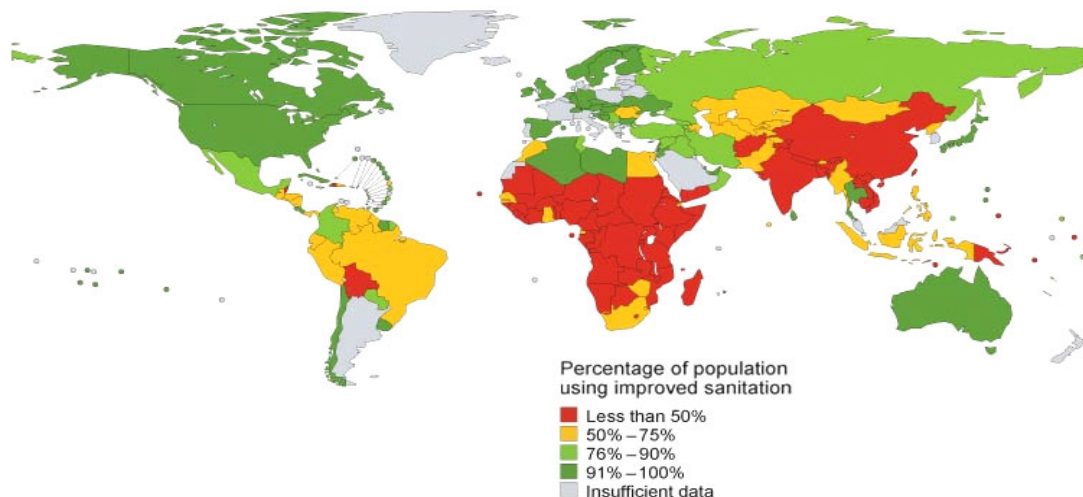 Percentage of population
using improved sanitation
Less than 50%
50% – 75%
76% – 90%
91% – 100%
Insufficient data